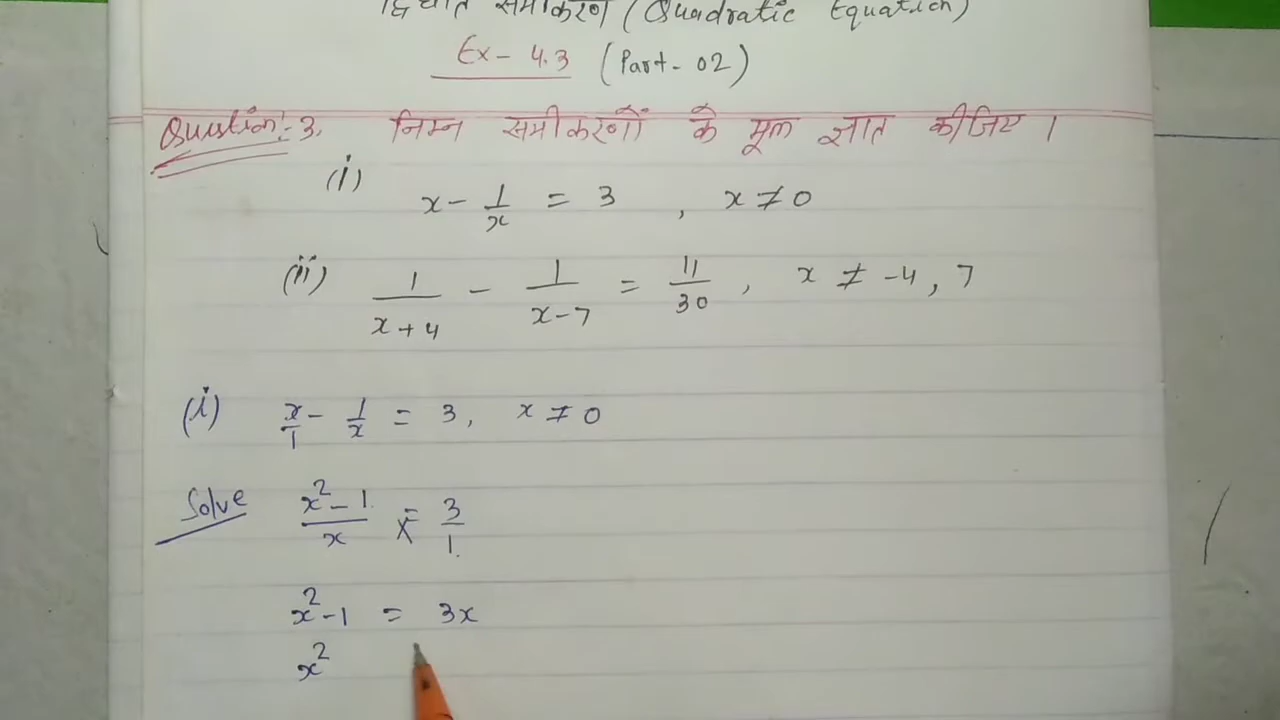 द्विघात समीकरण (Quadratic Equation)
Ex - 4.3 (Part - 02)
Question:-3. निम्न समीकरणों के मूल ज्ञात कीजिए ।
(i) x - 1/x = 3 , x ≠ 0
(ii) 1/(x+4) - 1/(x-7) = 11/30 , x ≠ -4, 7
(i) x/1 - 1/x = 3, x ≠ 0
Solve (x² - 1)/x = 3/1
x² - 1 = 3x
x²